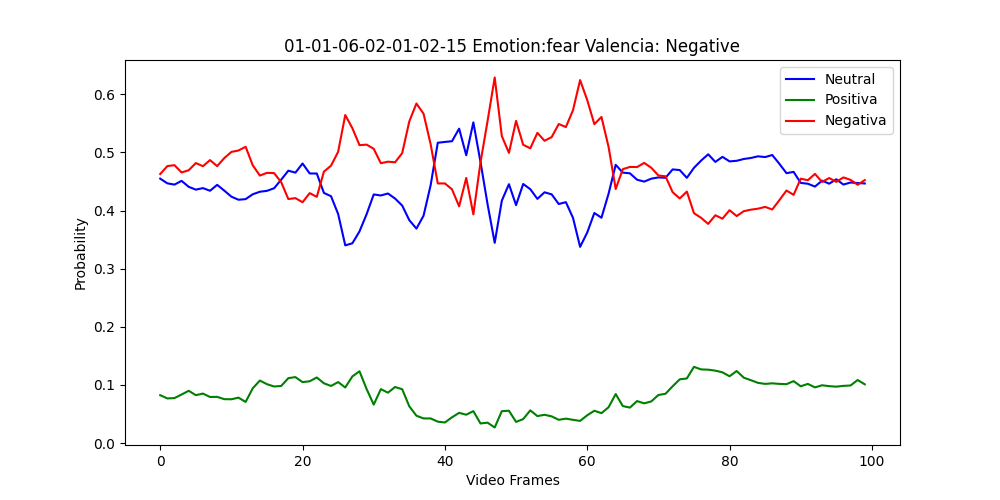 01-01-06-02-01-02-15 Emotion:fear Valencia: Negative
Neutral
Positiva
Negativa
Probability
0.6
0.5
0.4
0.3
0.2
0.1
0.0
0 20 40 60 80 100
Video Frames